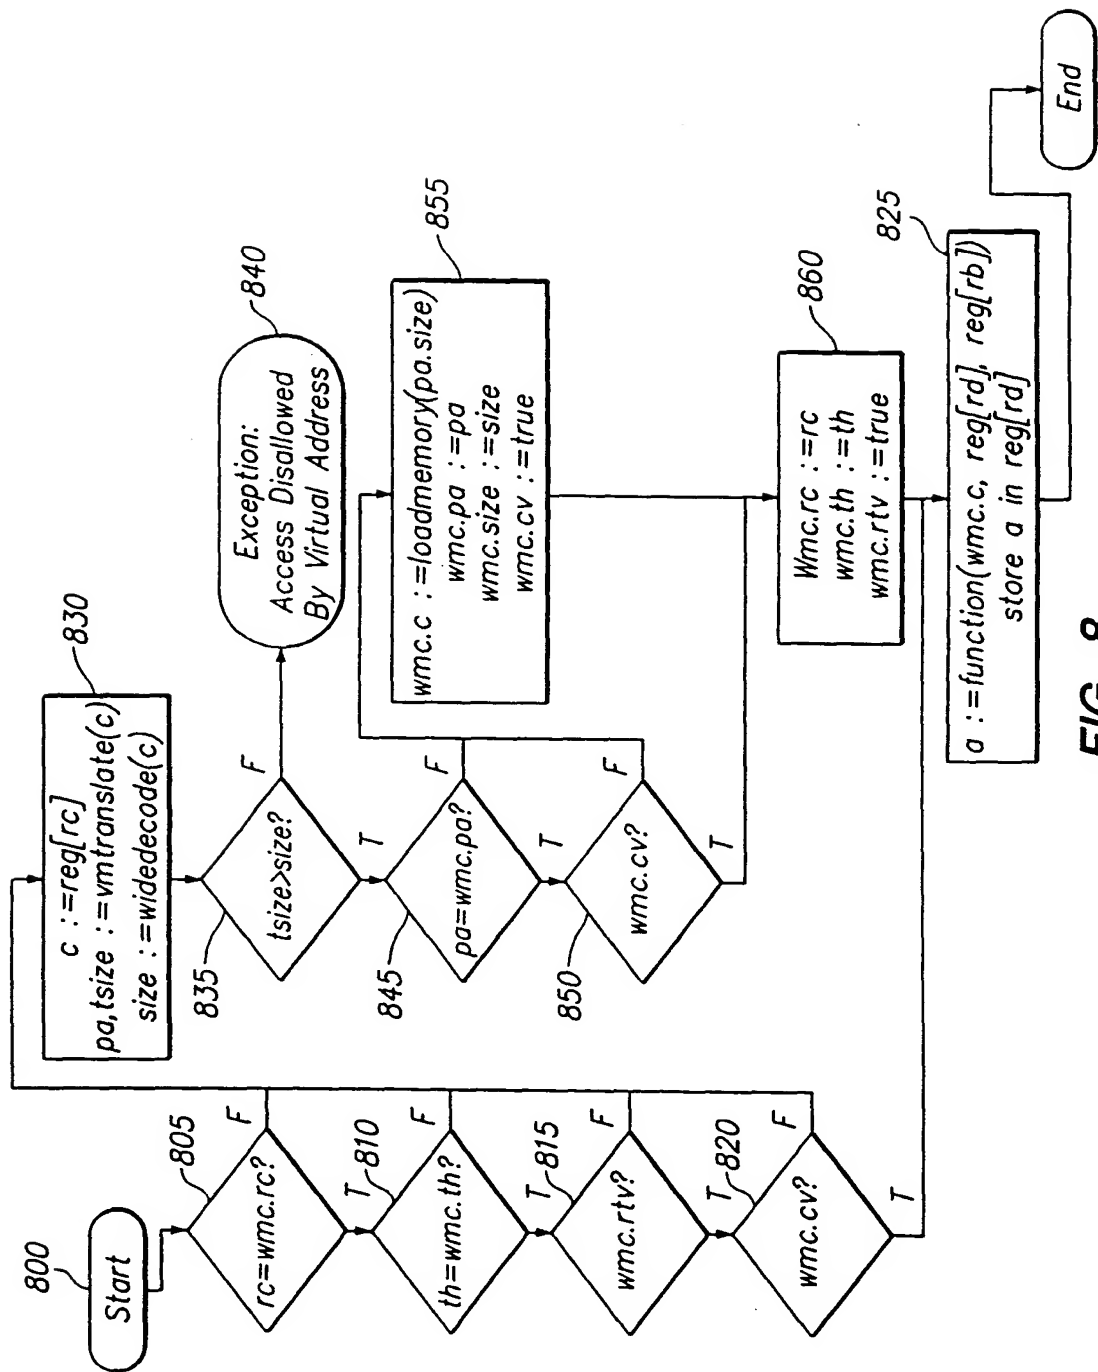 800
Start
805
rc=wmc.rc?
F
T
810
th=wmc.th?
F
T
815
wmc.rtv?
F
T
820
wmc.cv?
F
T
830
c :=reg[rc]
pa,tsize :=vmtranslate(c)
size :=widedecode(c)
835
tsize>size?
F
T
840
Exception:
Access Disallowed
By Virtual Address
845
pa=wmc.pa?
F
T
850
wmc.cv?
F
T
855
wmc.c :=loadmemory(pa.size)
wmc.pa :=pa
wmc.size :=size
wmc.cv :=true
860
Wmc.rc :=rc
wmc.th :=th
wmc.rtv :=true
825
a :=function(wmc.c, reg[rd], reg[rb])
store a in reg[rd]
End
FIG. 8